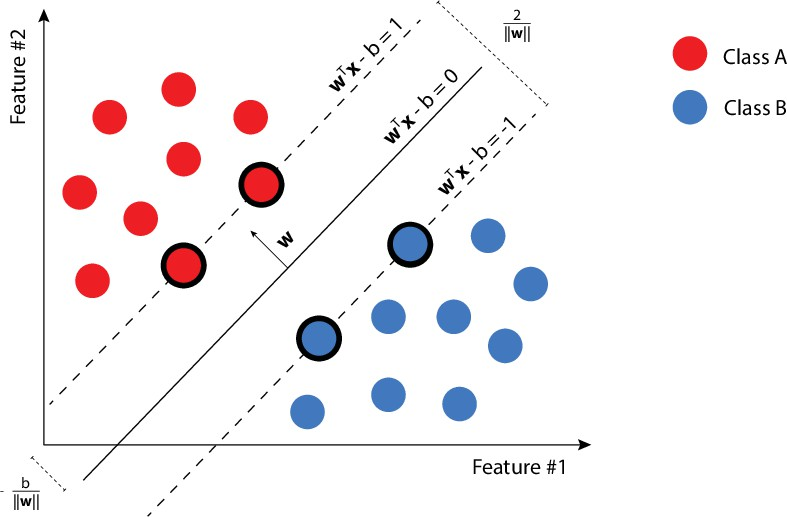 Feature #2
wᵀx - b = 1
wᵀx - b = 0
wᵀx - b = -1
2
||w||
Class A
Class B
w
Feature #1
- b
||w||